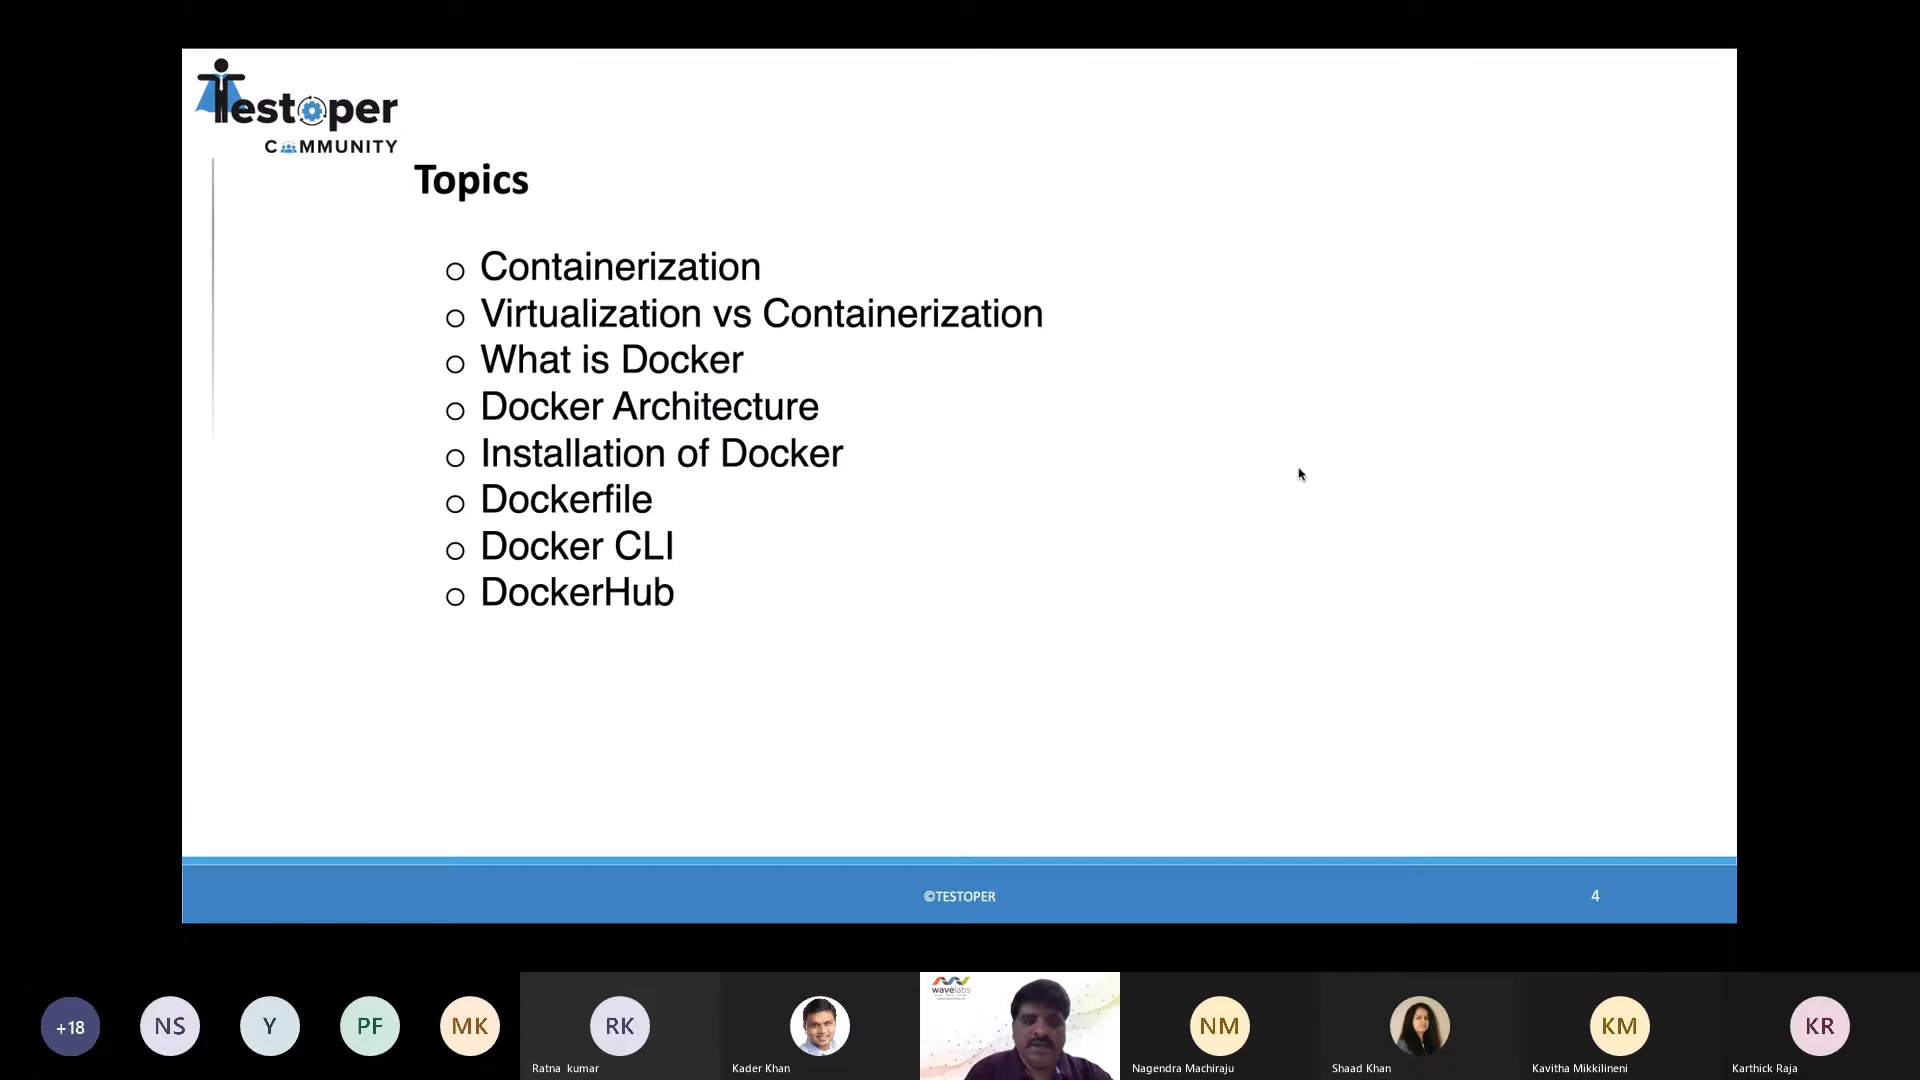 Testoper
COMMUNITY
Topics
Containerization
Virtualization vs Containerization
What is Docker
Docker Architecture
Installation of Docker
Dockerfile
Docker CLI
DockerHub
©TESTOPER
4
+18
NS
Y
PF
MK
RK
Ratna kumar
Kader Khan
wavelabs
NM
Nagendra Machiraju
Shaad Khan
KM
Kavitha Mikkilineni
KR
Karthick Raja